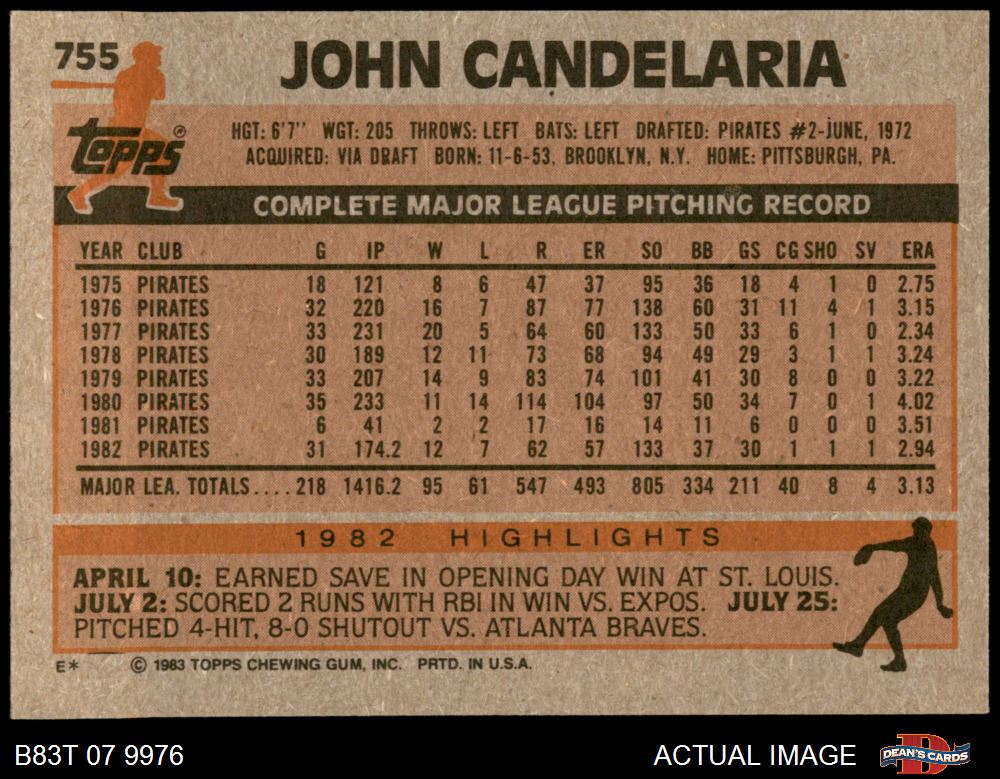 755
JOHN CANDELARIA
Topps®
HGT: 6'7" WGT: 205 THROWS: LEFT BATS: LEFT DRAFTED: PIRATES #2-JUNE, 1972
ACQUIRED: VIA DRAFT BORN: 11-6-53, BROOKLYN, N.Y. HOME: PITTSBURGH, PA.
COMPLETE MAJOR LEAGUE PITCHING RECORD
YEAR CLUB G IP W L R ER SO BB GS CG SHO SV ERA
1975 PIRATES 18 121 8 6 47 37 95 36 18 4 1 0 2.75
1976 PIRATES 32 220 16 7 87 77 138 60 31 11 4 1 3.15
1977 PIRATES 33 231 20 5 64 60 133 50 33 6 1 0 2.34
1978 PIRATES 30 189 12 11 73 68 94 49 29 3 1 1 3.24
1979 PIRATES 33 207 14 9 83 74 101 41 30 8 0 0 3.22
1980 PIRATES 35 233 11 14 114 104 97 50 34 7 0 1 4.02
1981 PIRATES 6 41 2 2 17 16 14 11 6 0 0 0 3.51
1982 PIRATES 31 174.2 12 7 62 57 133 37 30 1 1 1 2.94
MAJOR LEA. TOTALS.... 218 1416.2 95 61 547 493 805 334 211 40 8 4 3.13
1982 HIGHLIGHTS
APRIL 10: EARNED SAVE IN OPENING DAY WIN AT ST. LOUIS.
JULY 2: SCORED 2 RUNS WITH RBI IN WIN VS. EXPOS. JULY 25:
PITCHED 4-HIT, 8-0 SHUTOUT VS. ATLANTA BRAVES.
E* © 1983 TOPPS CHEWING GUM, INC. PRTD. IN U.S.A.
B83T 07 9976 ACTUAL IMAGE DEAN'S CARDS